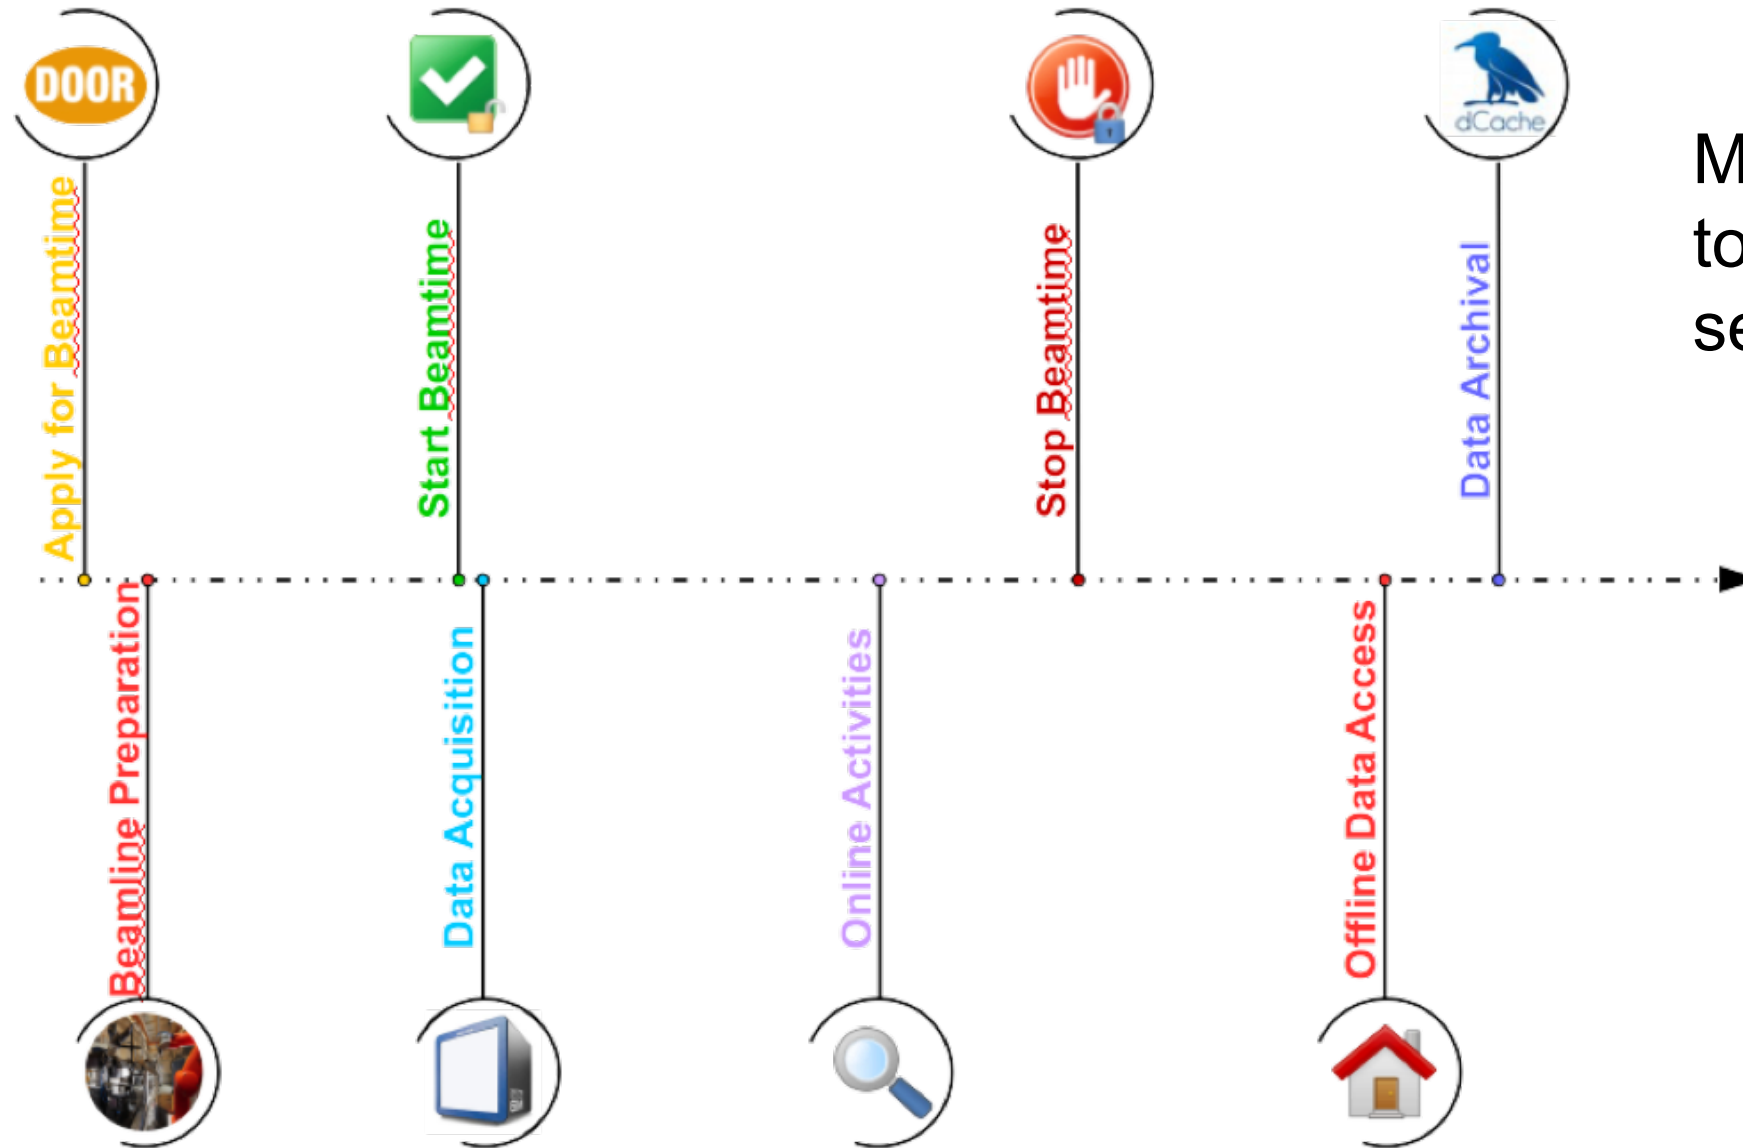 DOOR
dCache
Apply for Beamtime
Start Beamtime
Stop Beamtime
Data Archival
M
to
se
Beamline Preparation
Data Acquisition
Online Activities
Offline Data Access